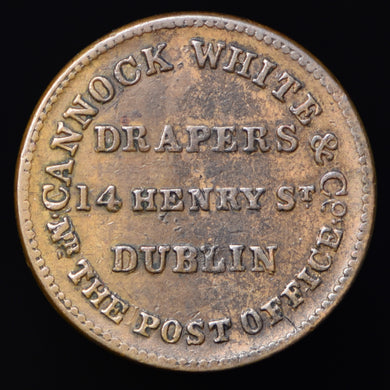 CANNOCK WHITE & Co.
DRAPERS
14 HENRY ST
DUBLIN
NR. THE POST OFFICE